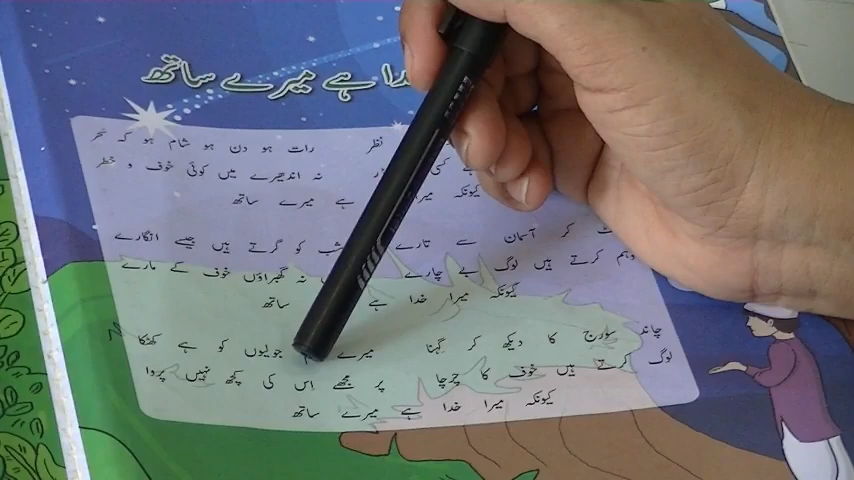 خدا ہے میرے ساتھ
نظر رات ہو دن ہو شام ہو کہ سحر
نہ اندھیرے میں کوئی خوف و خطر
کیونکہ میرا ہے میرے ساتھ
کر آسمان سے تارے شب کو گرتے ہیں جیسے انگارے
وہم کرتے ہیں لوگ بے چارے نہ گھبراؤں خوف کے مارے
کیونکہ میرا خدا ہے ساتھ
چاند سورج کا دیکھ کر گہنا میرے جولیوں کو ہے کھٹکا
لوگ کرتے ہیں خوف کا چرچا پر مجھے اس کی کچھ نہیں پروا
کیونکہ میرا خدا ہے میرے ساتھ